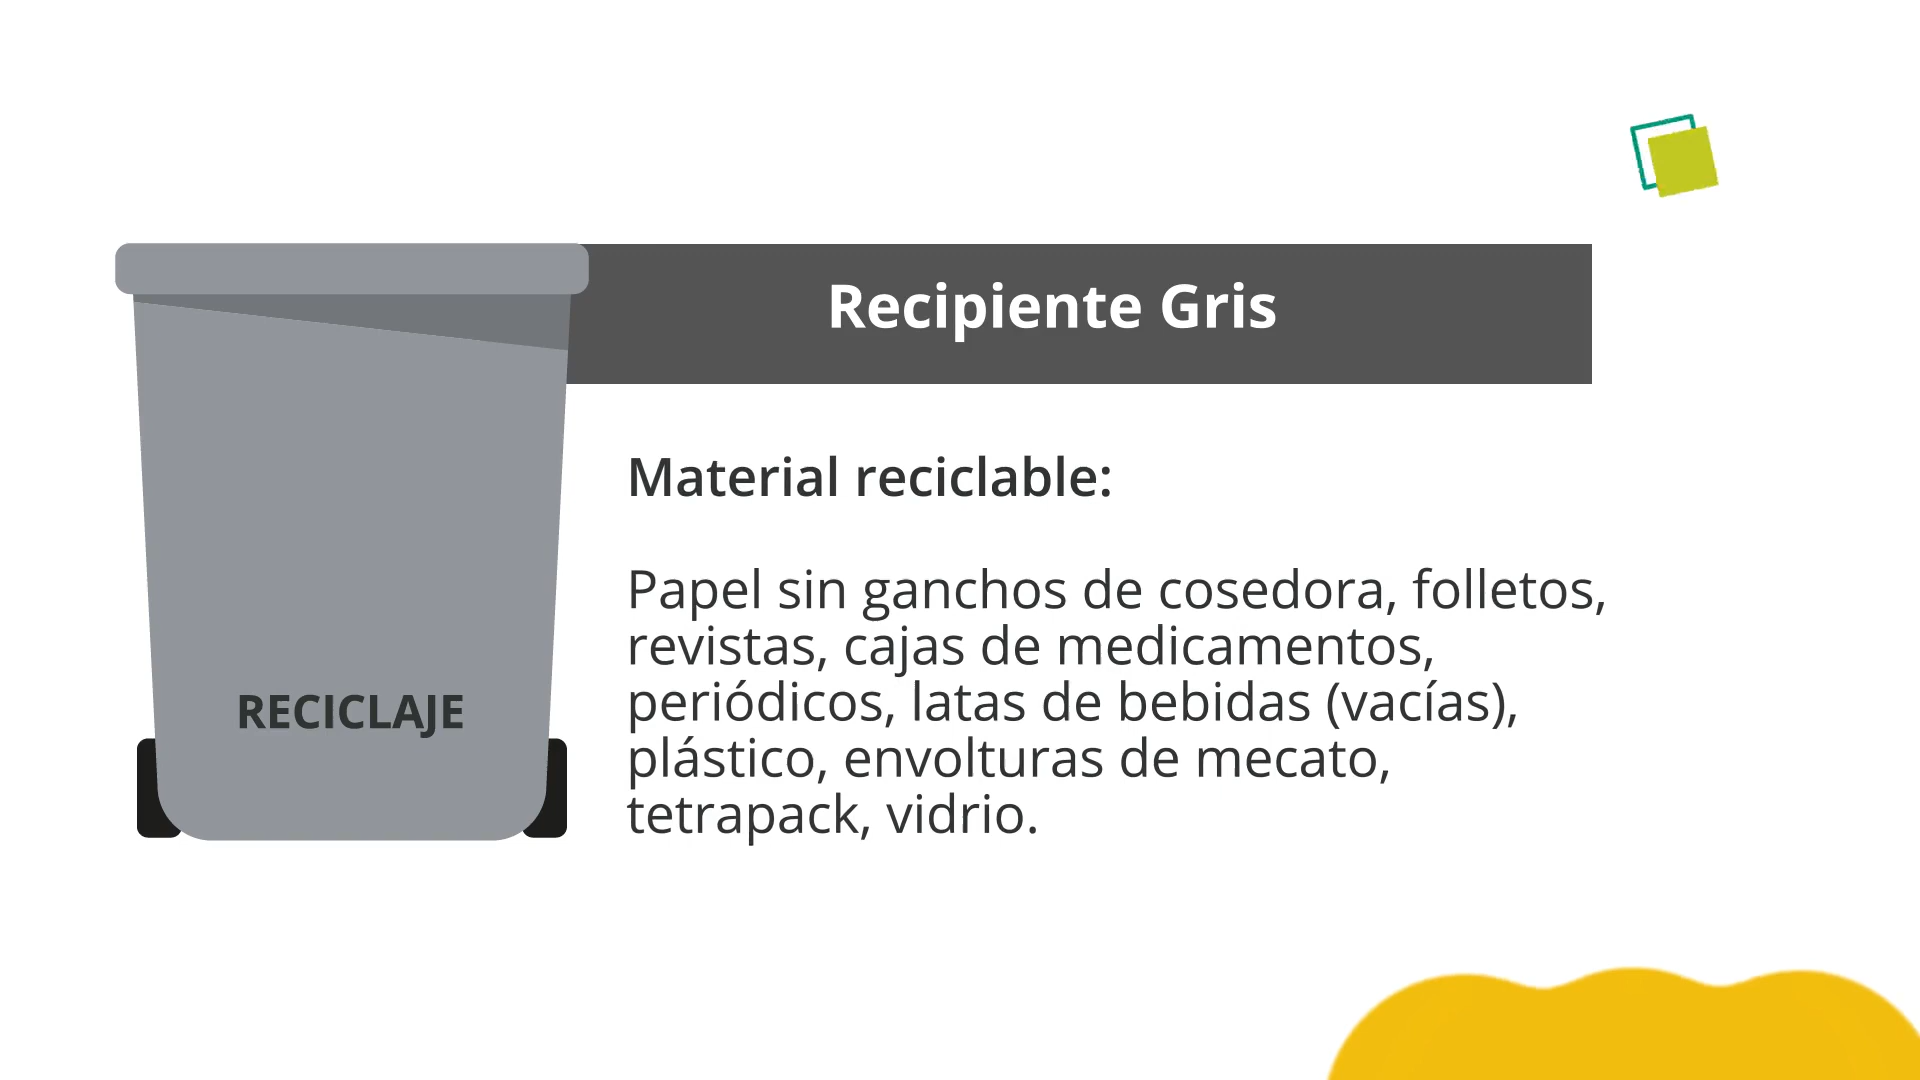 Recipiente Gris
Material reciclable:
Papel sin ganchos de cosedora, folletos,
revistas, cajas de medicamentos,
periódicos, latas de bebidas (vacías),
plástico, envolturas de mecato,
tetrapack, vidrio.
RECICLAJE